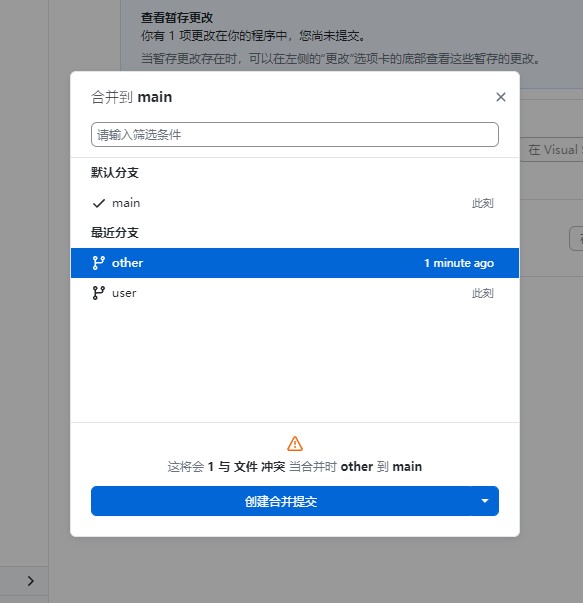 查看暂存更改
你有 1 项更改在你的程序中，您尚未提交。
当暂存更改存在时，可以在左侧的"更改"选项卡的底部查看这些暂存的更改。
合并到 main
请输入筛选条件
在 Visual
默认分支
main 此刻
最近分支
other 1 minute ago
user 此刻
这将会 1 与 文件 冲突 当合并时 other 到 main
创建合并提交